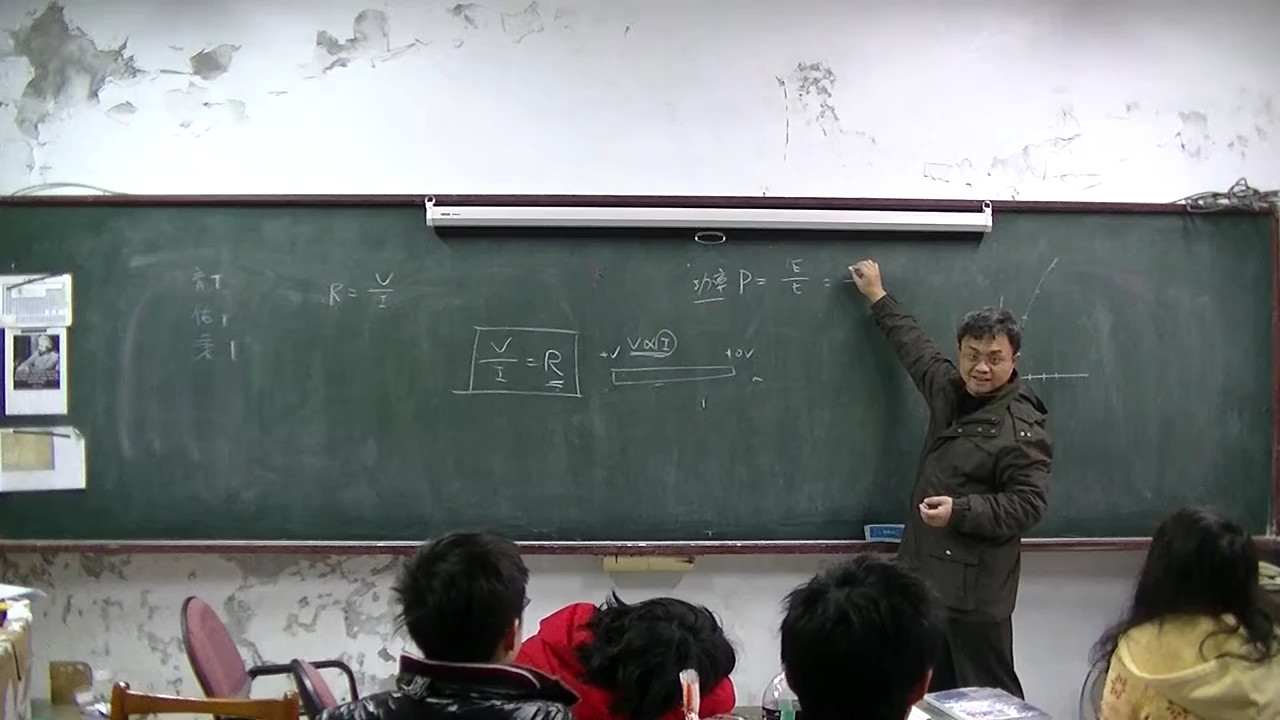 R = V/I
功率 P = E/t =
V/I = R
V∝I
+V
+0V